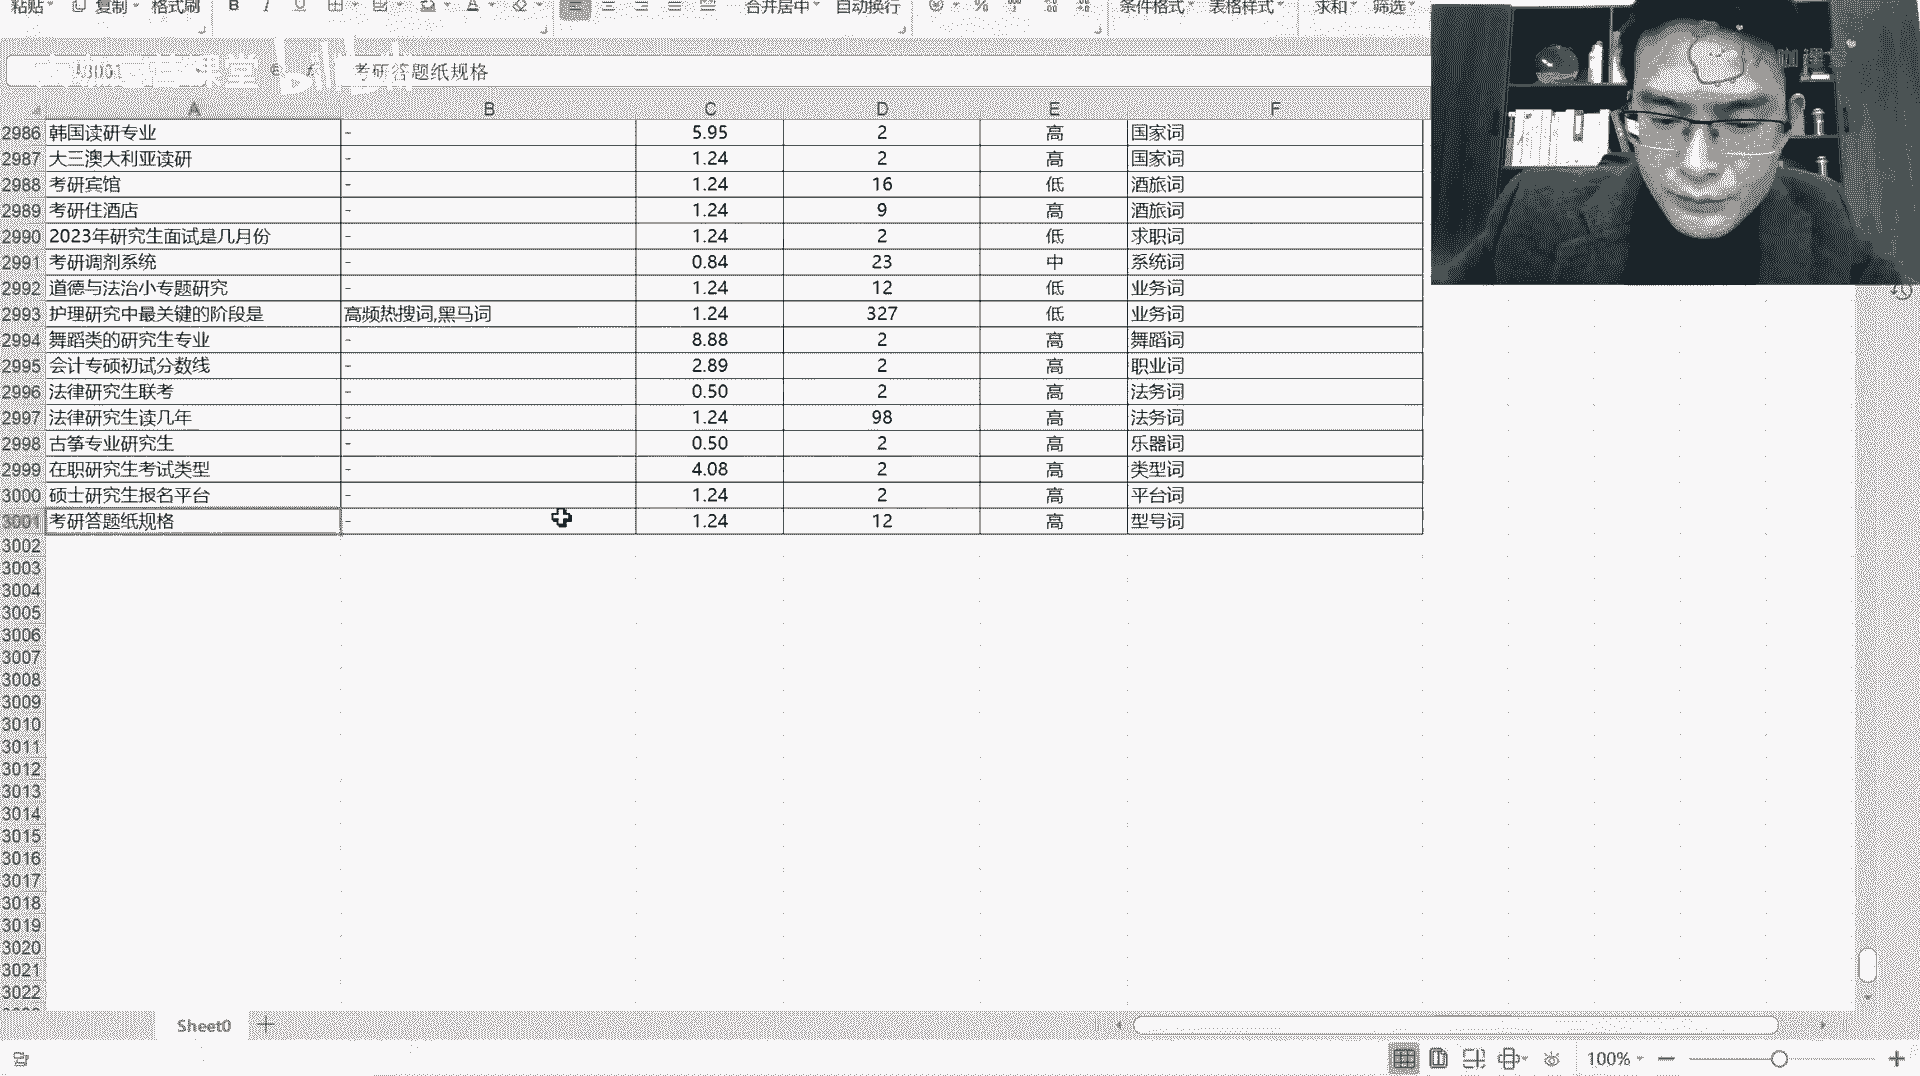 粘贴 复制 格式刷 B I U 合并居中 自动换行 % 条件格式 表格样式 求和 筛选
课堂 bilibili 考研答题纸规格
A B C D E F
2986 韩国读研专业 - 5.95 2 高 国家词
2987 大三澳大利亚读研 - 1.24 2 高 国家词
2988 考研宾馆 - 1.24 16 低 酒旅词
2989 考研住酒店 - 1.24 9 高 酒旅词
2990 2023年研究生面试是几月份 - 1.24 2 低 求职词
2991 考研调剂系统 - 0.84 23 中 系统词
2992 道德与法治小专题研究 - 1.24 12 低 业务词
2993 护理研究中最关键的阶段是 高频热搜词,黑马词 1.24 327 低 业务词
2994 舞蹈类的研究生专业 - 8.88 2 高 舞蹈词
2995 会计专硕初试分数线 - 2.89 2 高 职业词
2996 法律研究生联考 - 0.50 2 高 法务词
2997 法律研究生读几年 - 1.24 98 高 法务词
2998 古筝专业研究生 - 0.50 2 高 乐器词
2999 在职研究生考试类型 - 4.08 2 高 类型词
3000 硕士研究生报名平台 - 1.24 2 高 平台词
3001 考研答题纸规格 - 1.24 12 高 型号词
3002
3003
3004
3005
3006
3007
3008
3009
3010
3011
3012
3013
3014
3015
3016
3017
3018
3019
3020
3021
3022
Sheet0
100%